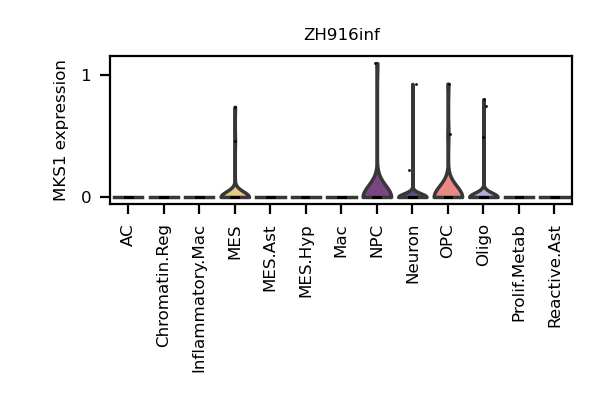 ZH916inf
MKS1 expression
1
0
AC
Chromatin.Reg
Inflammatory.Mac
MES
MES.Ast
MES.Hyp
Mac
NPC
Neuron
OPC
Oligo
Prolif.Metab
Reactive.Ast